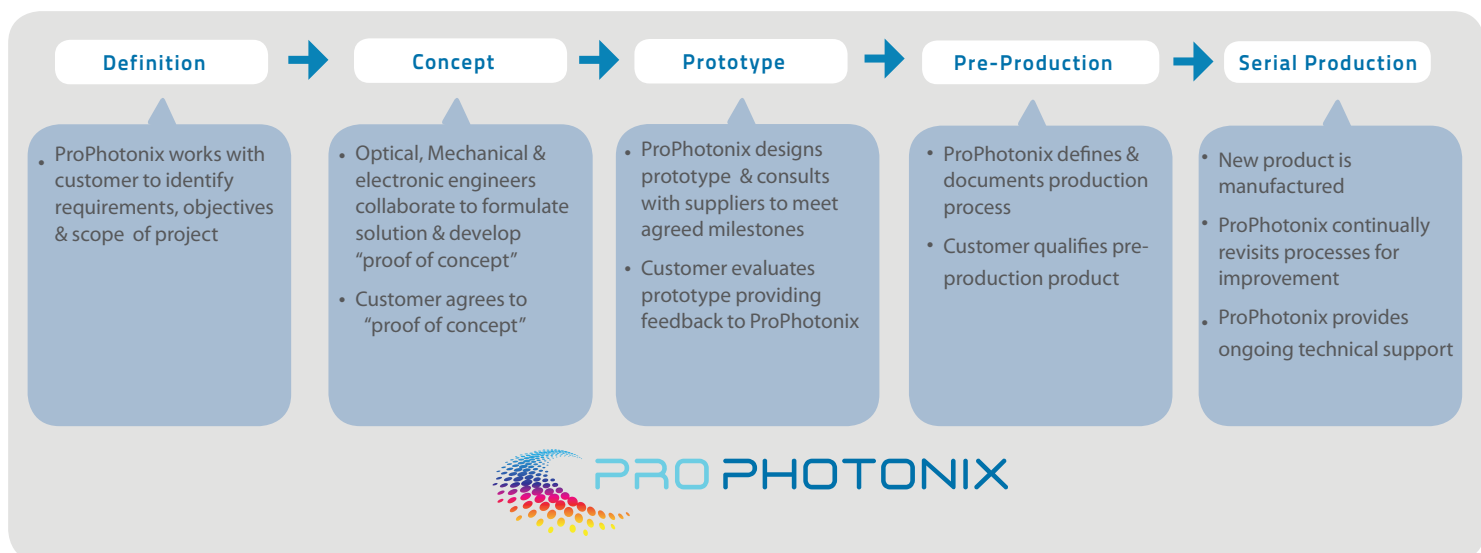 Definition
Concept
Prototype
Pre-Production
Serial Production
• ProPhotonix works with
customer to identify
requirements, objectives
& scope of project
• Optical, Mechanical &
electronic engineers
collaborate to formulate
solution & develop
“proof of concept”
• Customer agrees to
“proof of concept”
• ProPhotonix designs
prototype & consults
with suppliers to meet
agreed milestones
• Customer evaluates
prototype providing
feedback to ProPhotonix
• ProPhotonix defines &
documents production
process
• Customer qualifies pre-
production product
• New product is
manufactured
• ProPhotonix continually
revisits processes for
improvement
• ProPhotonix provides
ongoing technical support
PRO PHOTONIX